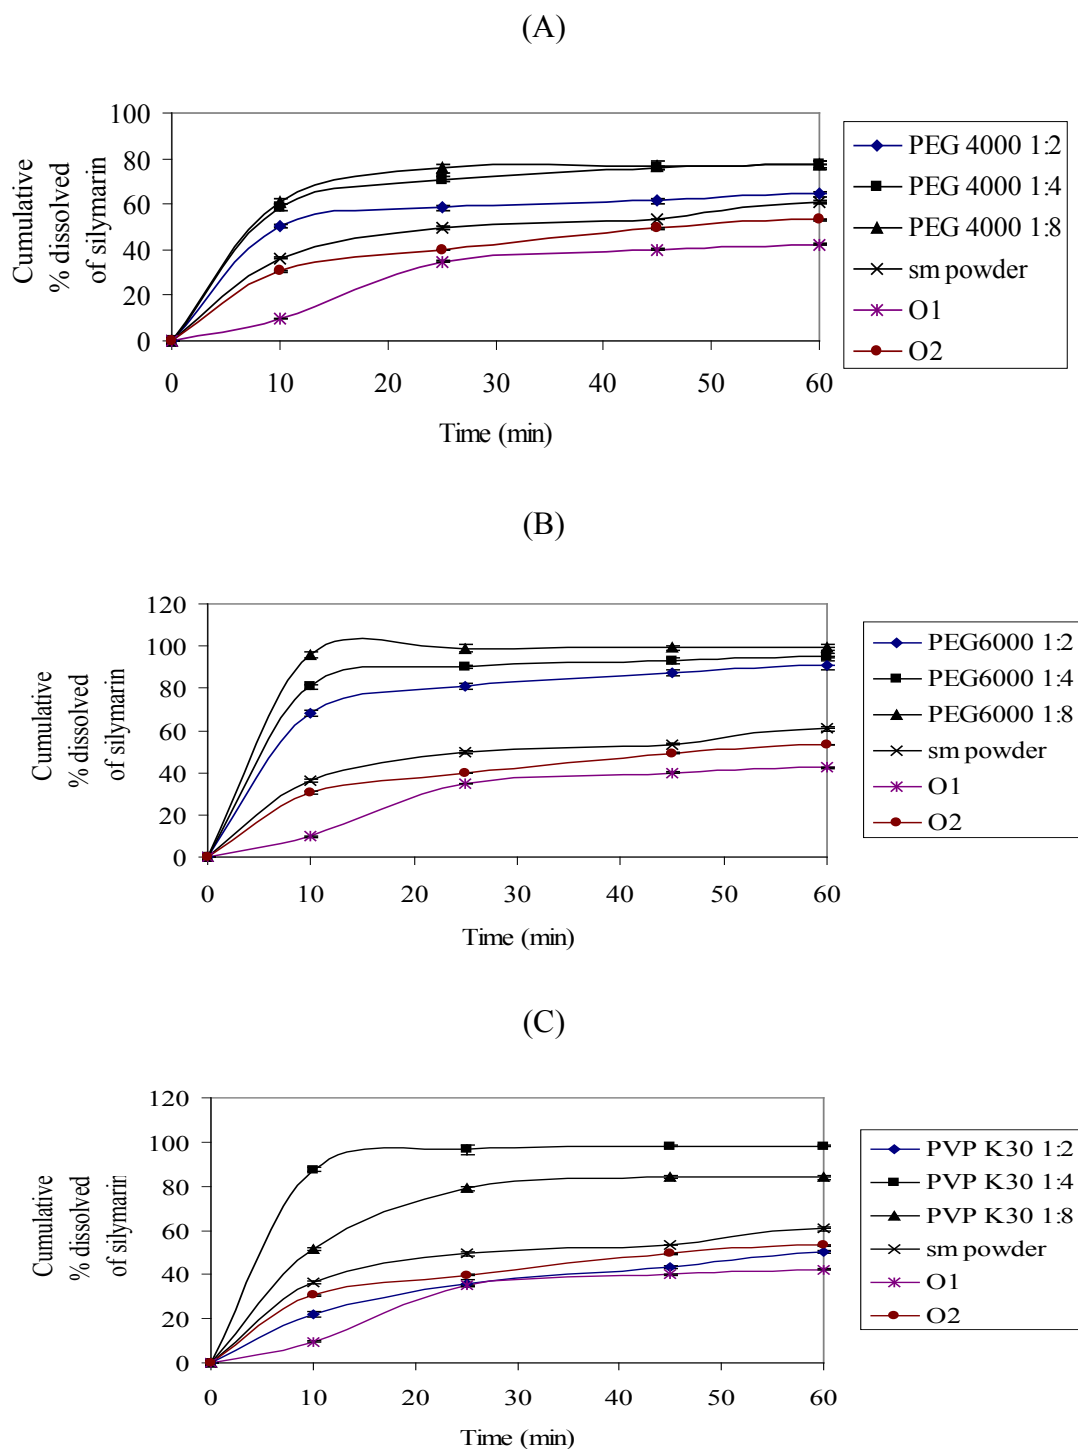 (A)
Cumulative
% dissolved
of silymarin
100
80
60
40
20
0
0 10 20 30 40 50 60
Time (min)
PEG 4000 1:2
PEG 4000 1:4
PEG 4000 1:8
sm powder
O1
O2
(B)
Cumulative
% dissolved
of silymarin
120
100
80
60
40
20
0
0 10 20 30 40 50 60
Time (min)
PEG6000 1:2
PEG6000 1:4
PEG6000 1:8
sm powder
O1
O2
(C)
Cumulative
% dissolved
of silymarin
120
100
80
60
40
20
0
0 10 20 30 40 50 60
Time (min)
PVP K30 1:2
PVP K30 1:4
PVP K30 1:8
sm powder
O1
O2